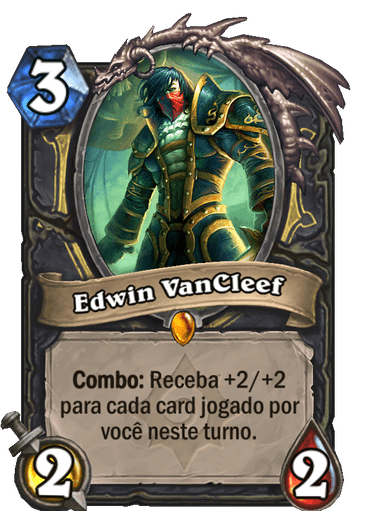 3
Edwin VanCleef
Combo: Receba +2/+2
para cada card jogado por
você neste turno.
2
2